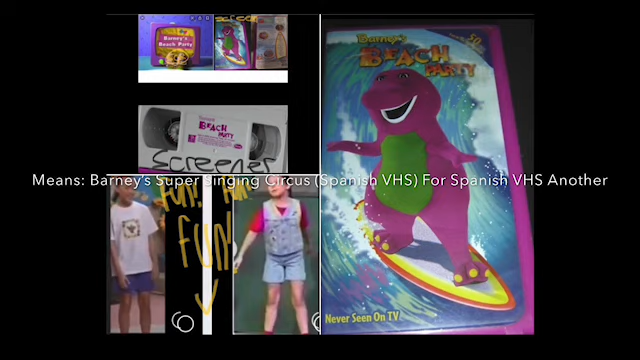 Barney's
Beach Party
Barney's
BEACH
PARTY
Screener
Means: Barney's Super Singing Circus (Spanish VHS) For Spanish VHS Another
FUN!
FUN!
Barney's
BEACH
PARTY
50
Never Seen On TV!